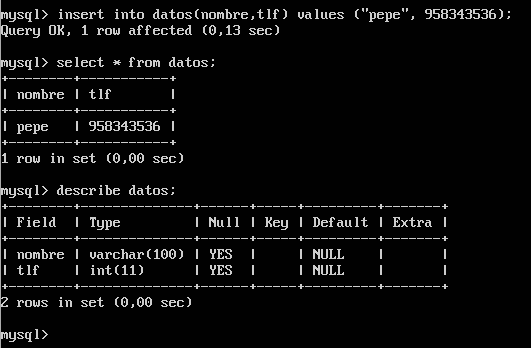 mysql> insert into datos(nombre,tlf) values ("pepe", 958343536);
Query OK, 1 row affected (0,13 sec)
mysql> select * from datos;
+--------+-----------+
| nombre | tlf       |
+--------+-----------+
| pepe   | 958343536 |
+--------+-----------+
1 row in set (0,00 sec)
mysql> describe datos;
+--------+--------------+------+-----+---------+-------+
| Field  | Type         | Null | Key | Default | Extra |
+--------+--------------+------+-----+---------+-------+
| nombre | varchar(100) | YES  |     | NULL    |       |
| tlf    | int(11)      | YES  |     | NULL    |       |
+--------+--------------+------+-----+---------+-------+
2 rows in set (0,00 sec)
mysql>